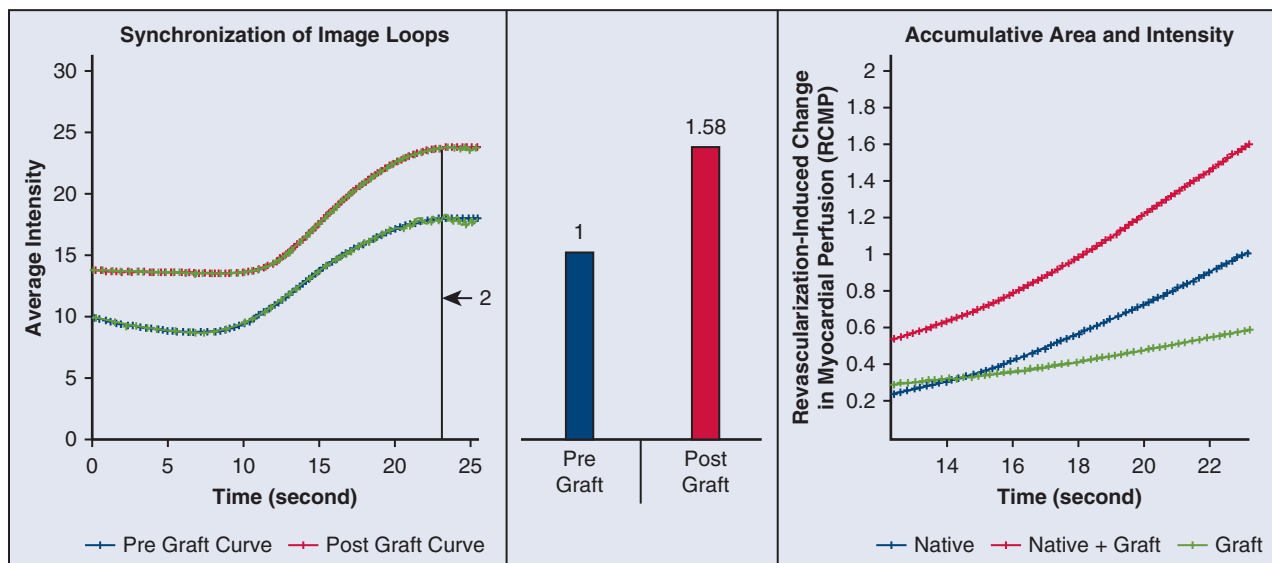 Synchronization of Image Loops
Average Intensity
30
25
20
15
10
5
0
0 5 10 15 20 25
2
Time (second)
Pre Graft Curve Post Graft Curve
1
1.58
Pre
Graft
Post
Graft
Accumulative Area and Intensity
Revascularization-Induced Change
in Myocardial Perfusion (RCMP)
2
1.8
1.6
1.4
1.2
1
0.8
0.6
0.4
0.2
14 16 18 20 22
Time (second)
Native Native + Graft Graft